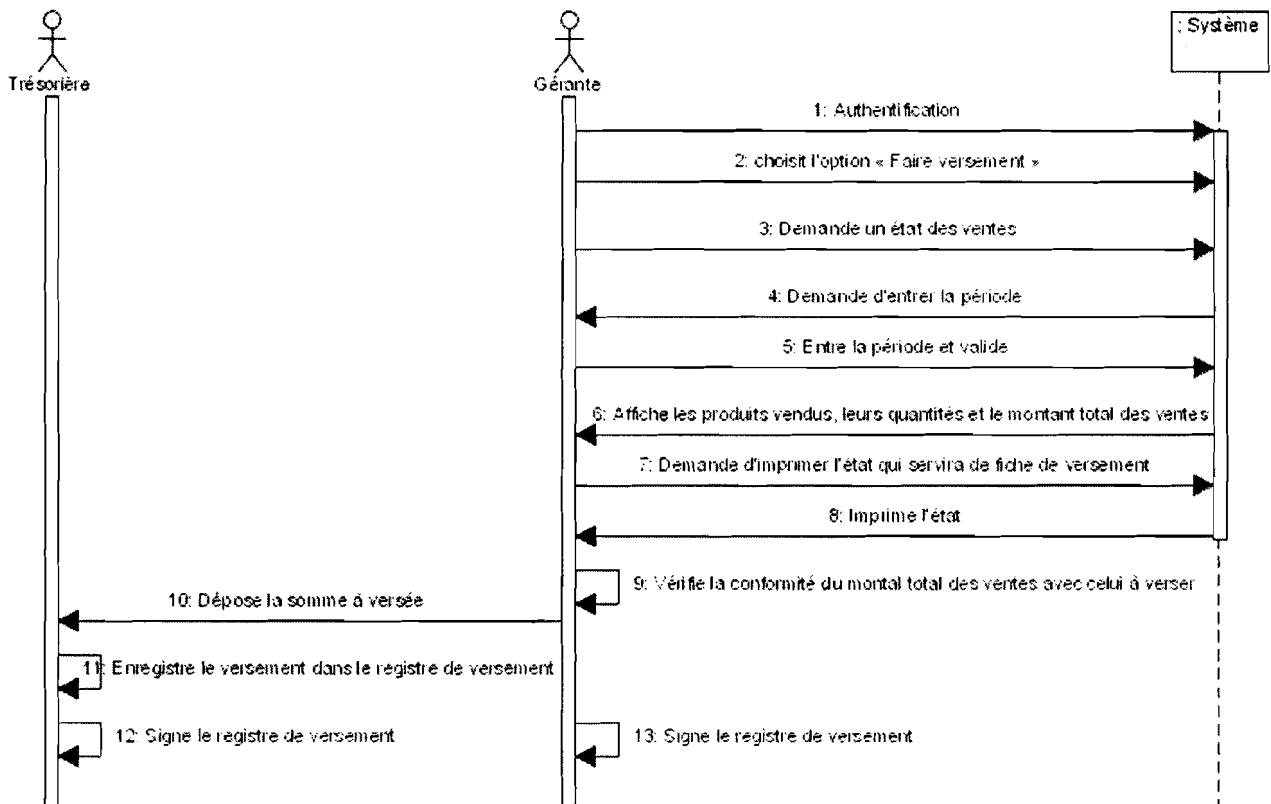 Trésorière
Gérante
: Système
1: Authentification
2: choisit l'option « Faire versement »
3: Demande un état des ventes
4: Demande d'entrer la période
5: Entre la période et valide
6: Affiche les produits vendus, leurs quantités et le montant total des ventes
7: Demande d'imprimer l'état qui servira de fiche de versement
8: Imprime l'état
9: Vérifie la conformité du montal total des ventes avec celui à verser
10: Dépose la somme à versée
11: Enregistre le versement dans le registre de versement
12: Signe le registre de versement
13: Signe le registre de versement